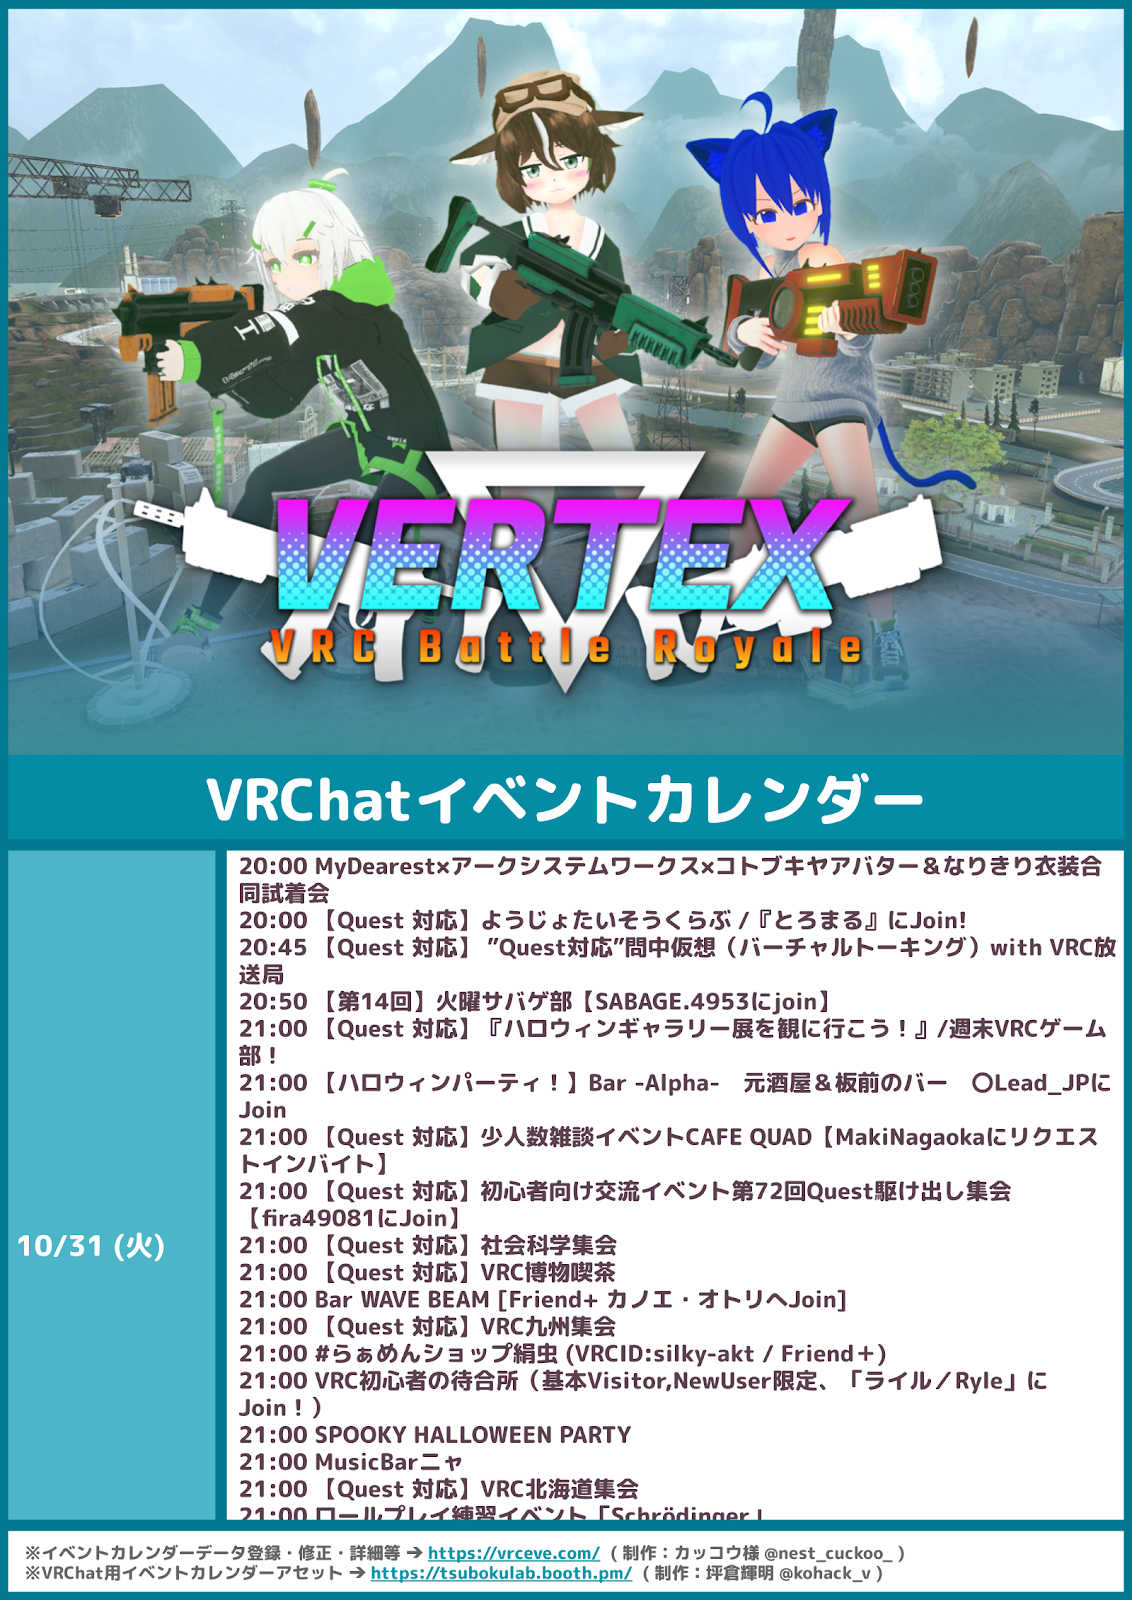 VERTEX
VRC Battle Royale
VRChatイベントカレンダー
10/31 (火)
20:00 MyDearest×アークシステムワークス×コトブキヤアバター＆なりきり衣装合
同試着会
20:00 【Quest 対応】ようじょたいそうくらぶ /『とろまる』にJoin!
20:45 【Quest 対応】 ”Quest対応”問中仮想（バーチャルトーキング）with VRC放
送局
20:50 【第14回】火曜サバゲ部【SABAGE.4953にjoin】
21:00 【Quest 対応】『ハロウィンギャラリー展を観に行こう！』/週末VRCゲーム
部！
21:00 【ハロウィンパーティ！】Bar -Alpha-　元酒屋＆板前のバー　〇Lead_JPに
Join
21:00 【Quest 対応】少人数雑談イベントCAFE QUAD【MakiNagaokaにリクエス
トインバイト】
21:00 【Quest 対応】初心者向け交流イベント第72回Quest駆け出し集会
【fira49081にJoin】
21:00 【Quest 対応】社会科学集会
21:00 【Quest 対応】VRC博物喫茶
21:00 Bar WAVE BEAM [Friend+ カノエ・オトリへJoin]
21:00 【Quest 対応】VRC九州集会
21:00 #らぁめんショップ絹虫 (VRCID:silky-akt / Friend＋)
21:00 VRC初心者の待合所（基本Visitor,NewUser限定、「ライル／Ryle」に
Join！）
21:00 SPOOKY HALLOWEEN PARTY
21:00 MusicBarニャ
21:00 【Quest 対応】VRC北海道集会
21:00 ロールプレイ練習イベント「Schrödinger」
※イベントカレンダーデータ登録・修正・詳細等 ➔ https://vrceve.com/ （制作：カッコウ様 @nest_cuckoo_ ）
※VRChat用イベントカレンダーアセット ➔ https://tsubokulab.booth.pm/ （制作：坪倉輝明 @kohack_v ）